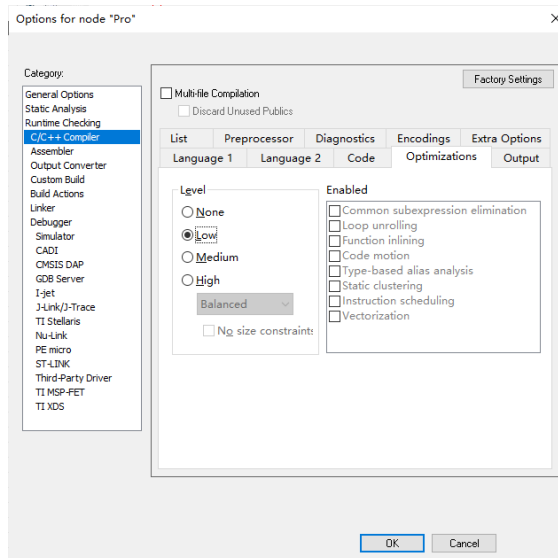 Options for node "Pro"
Category:
General Options
Static Analysis
Runtime Checking
C/C++ Compiler
Assembler
Output Converter
Custom Build
Build Actions
Linker
Debugger
Simulator
CADI
CMSIS DAP
GDB Server
I-jet
J-Link/J-Trace
TI Stellaris
Nu-Link
PE micro
ST-LINK
Third-Party Driver
TI MSP-FET
TI XDS
Factory Settings
Multi-file Compilation
Discard Unused Publics
List Preprocessor Diagnostics Encodings Extra Options
Language 1 Language 2 Code Optimizations Output
Level
None
Low
Medium
High
Balanced
No size constraints
Enabled
Common subexpression elimination
Loop unrolling
Function inlining
Code motion
Type-based alias analysis
Static clustering
Instruction scheduling
Vectorization
OK Cancel